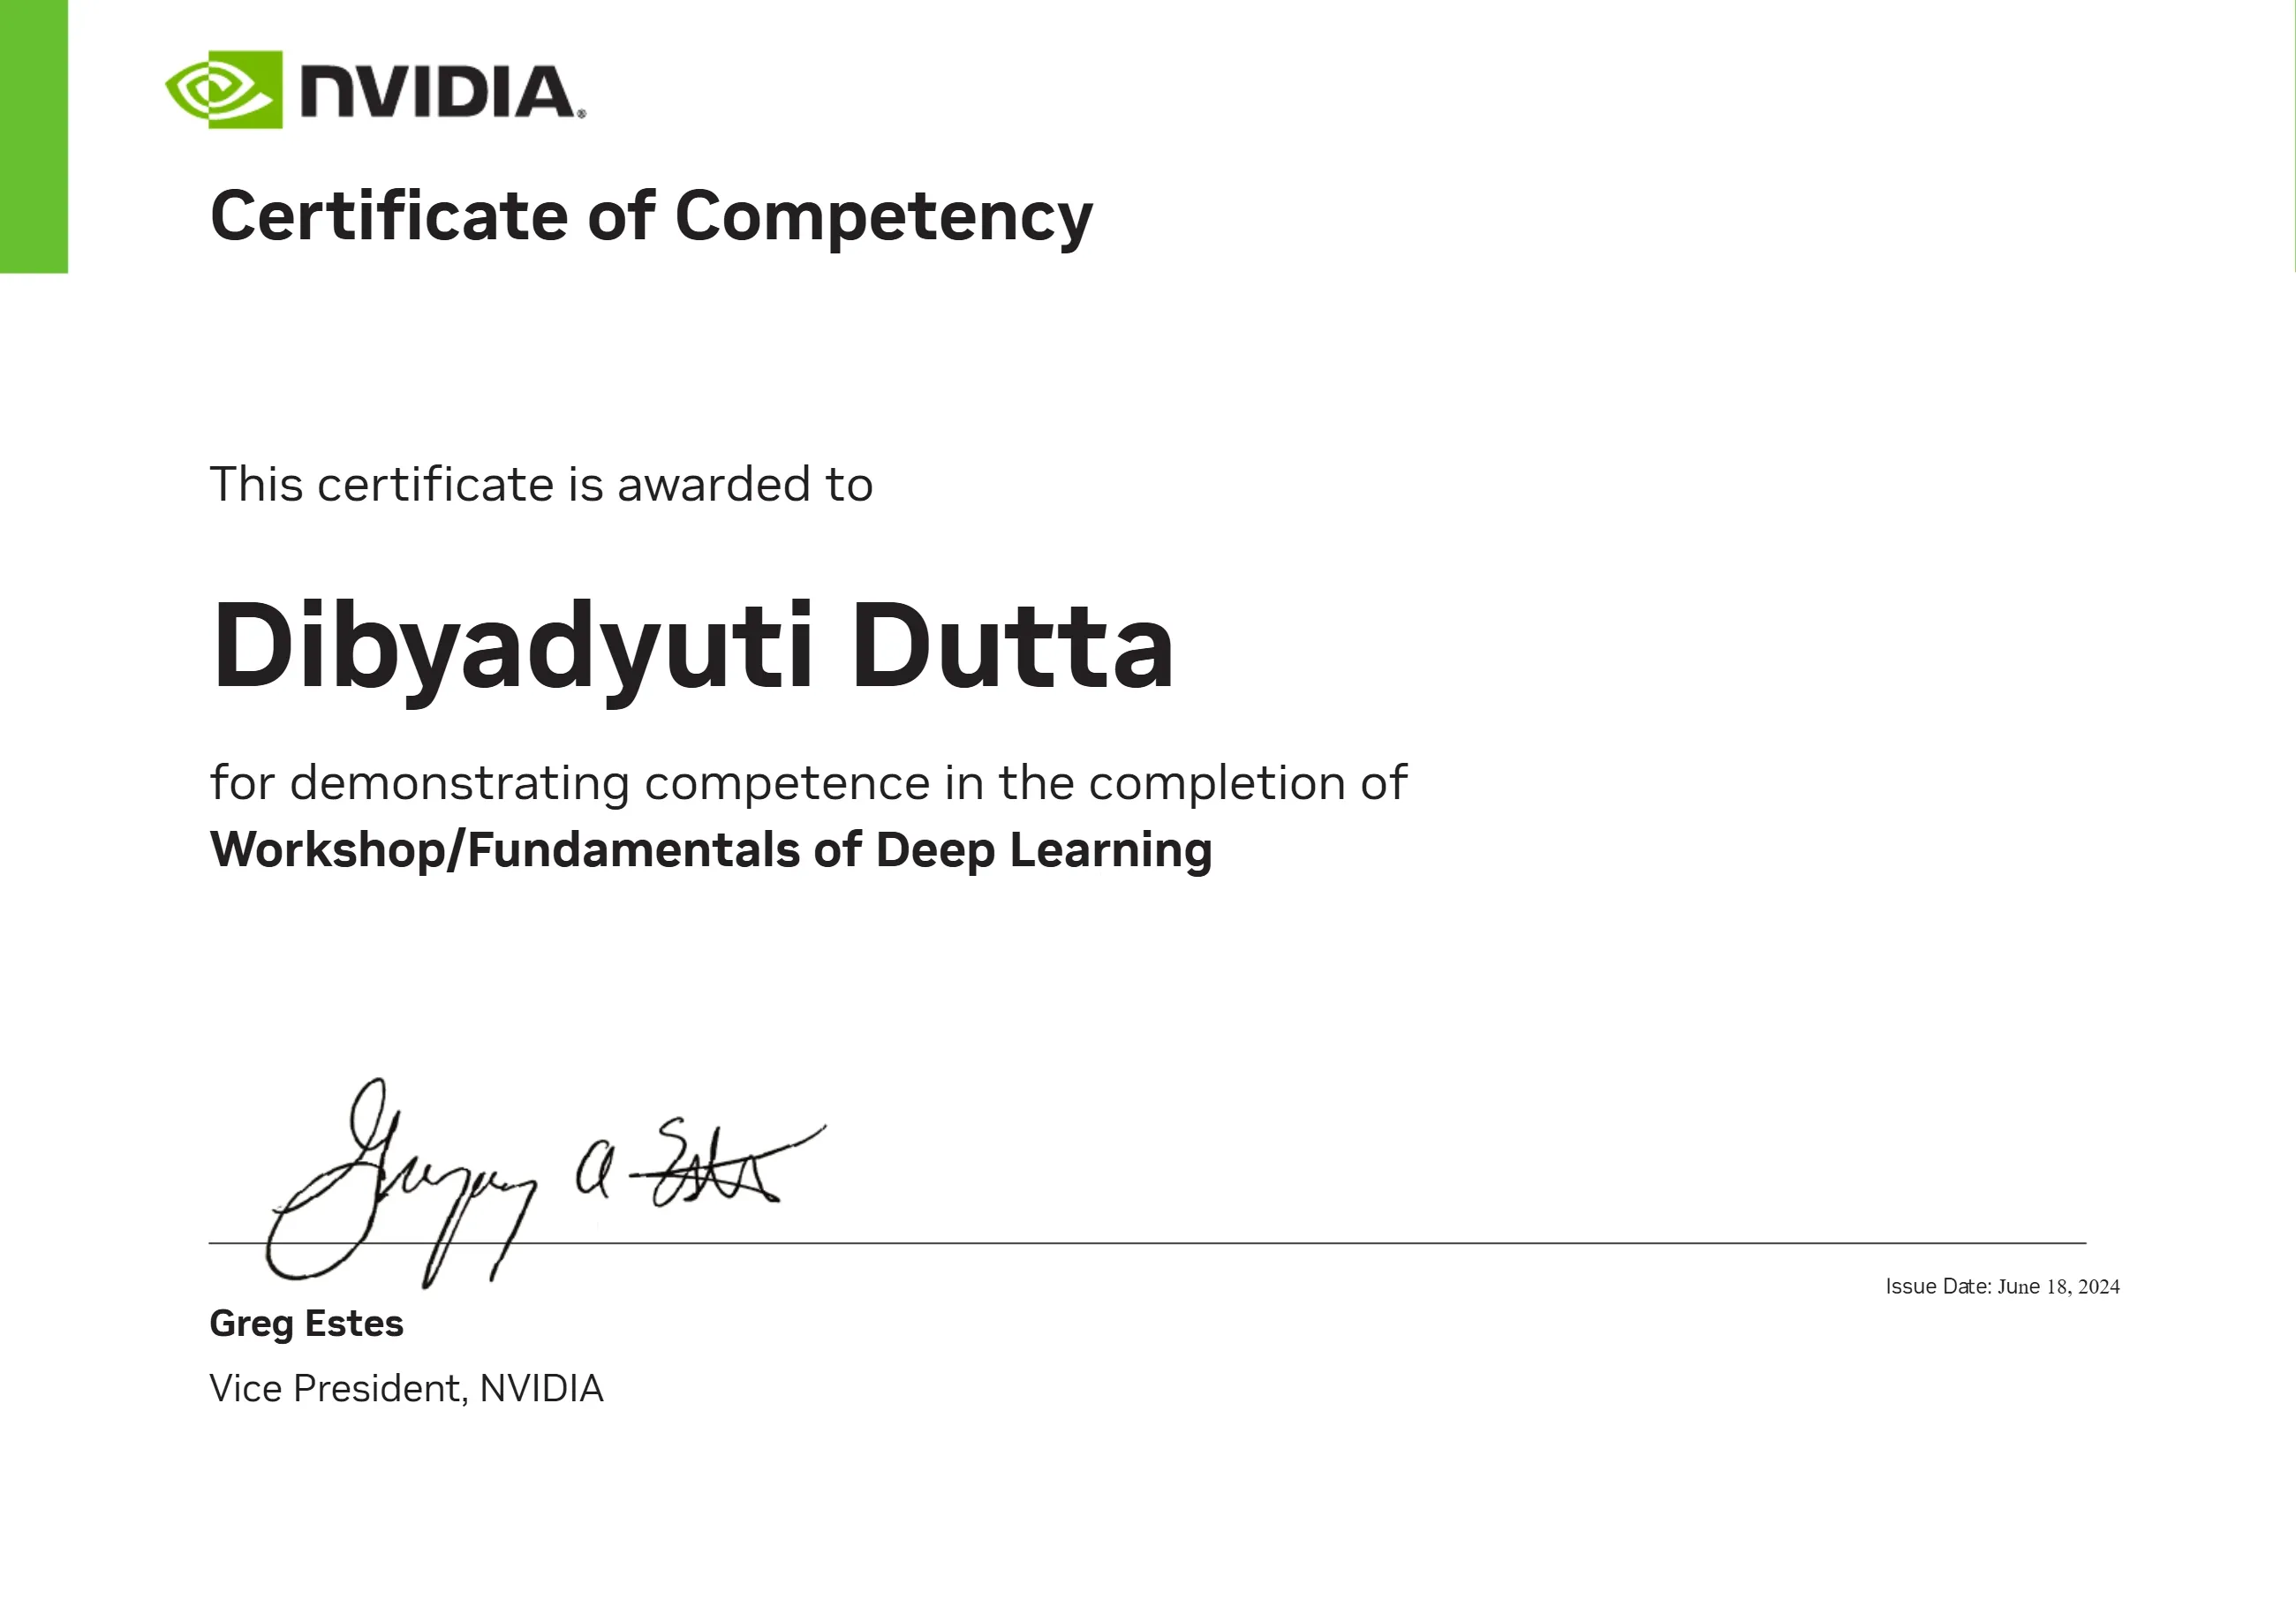 NVIDIA®
Certificate of Competency
This certificate is awarded to
Dibyadyuti Dutta
for demonstrating competence in the completion of
Workshop/Fundamentals of Deep Learning
Gregory A Estes
Issue Date: June 18, 2024
Greg Estes
Vice President, NVIDIA